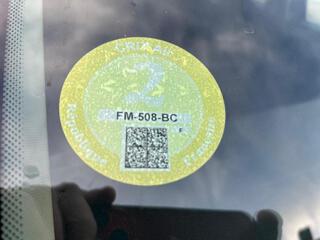 CRIT'Air
2
FM-508-BC
E
République Française